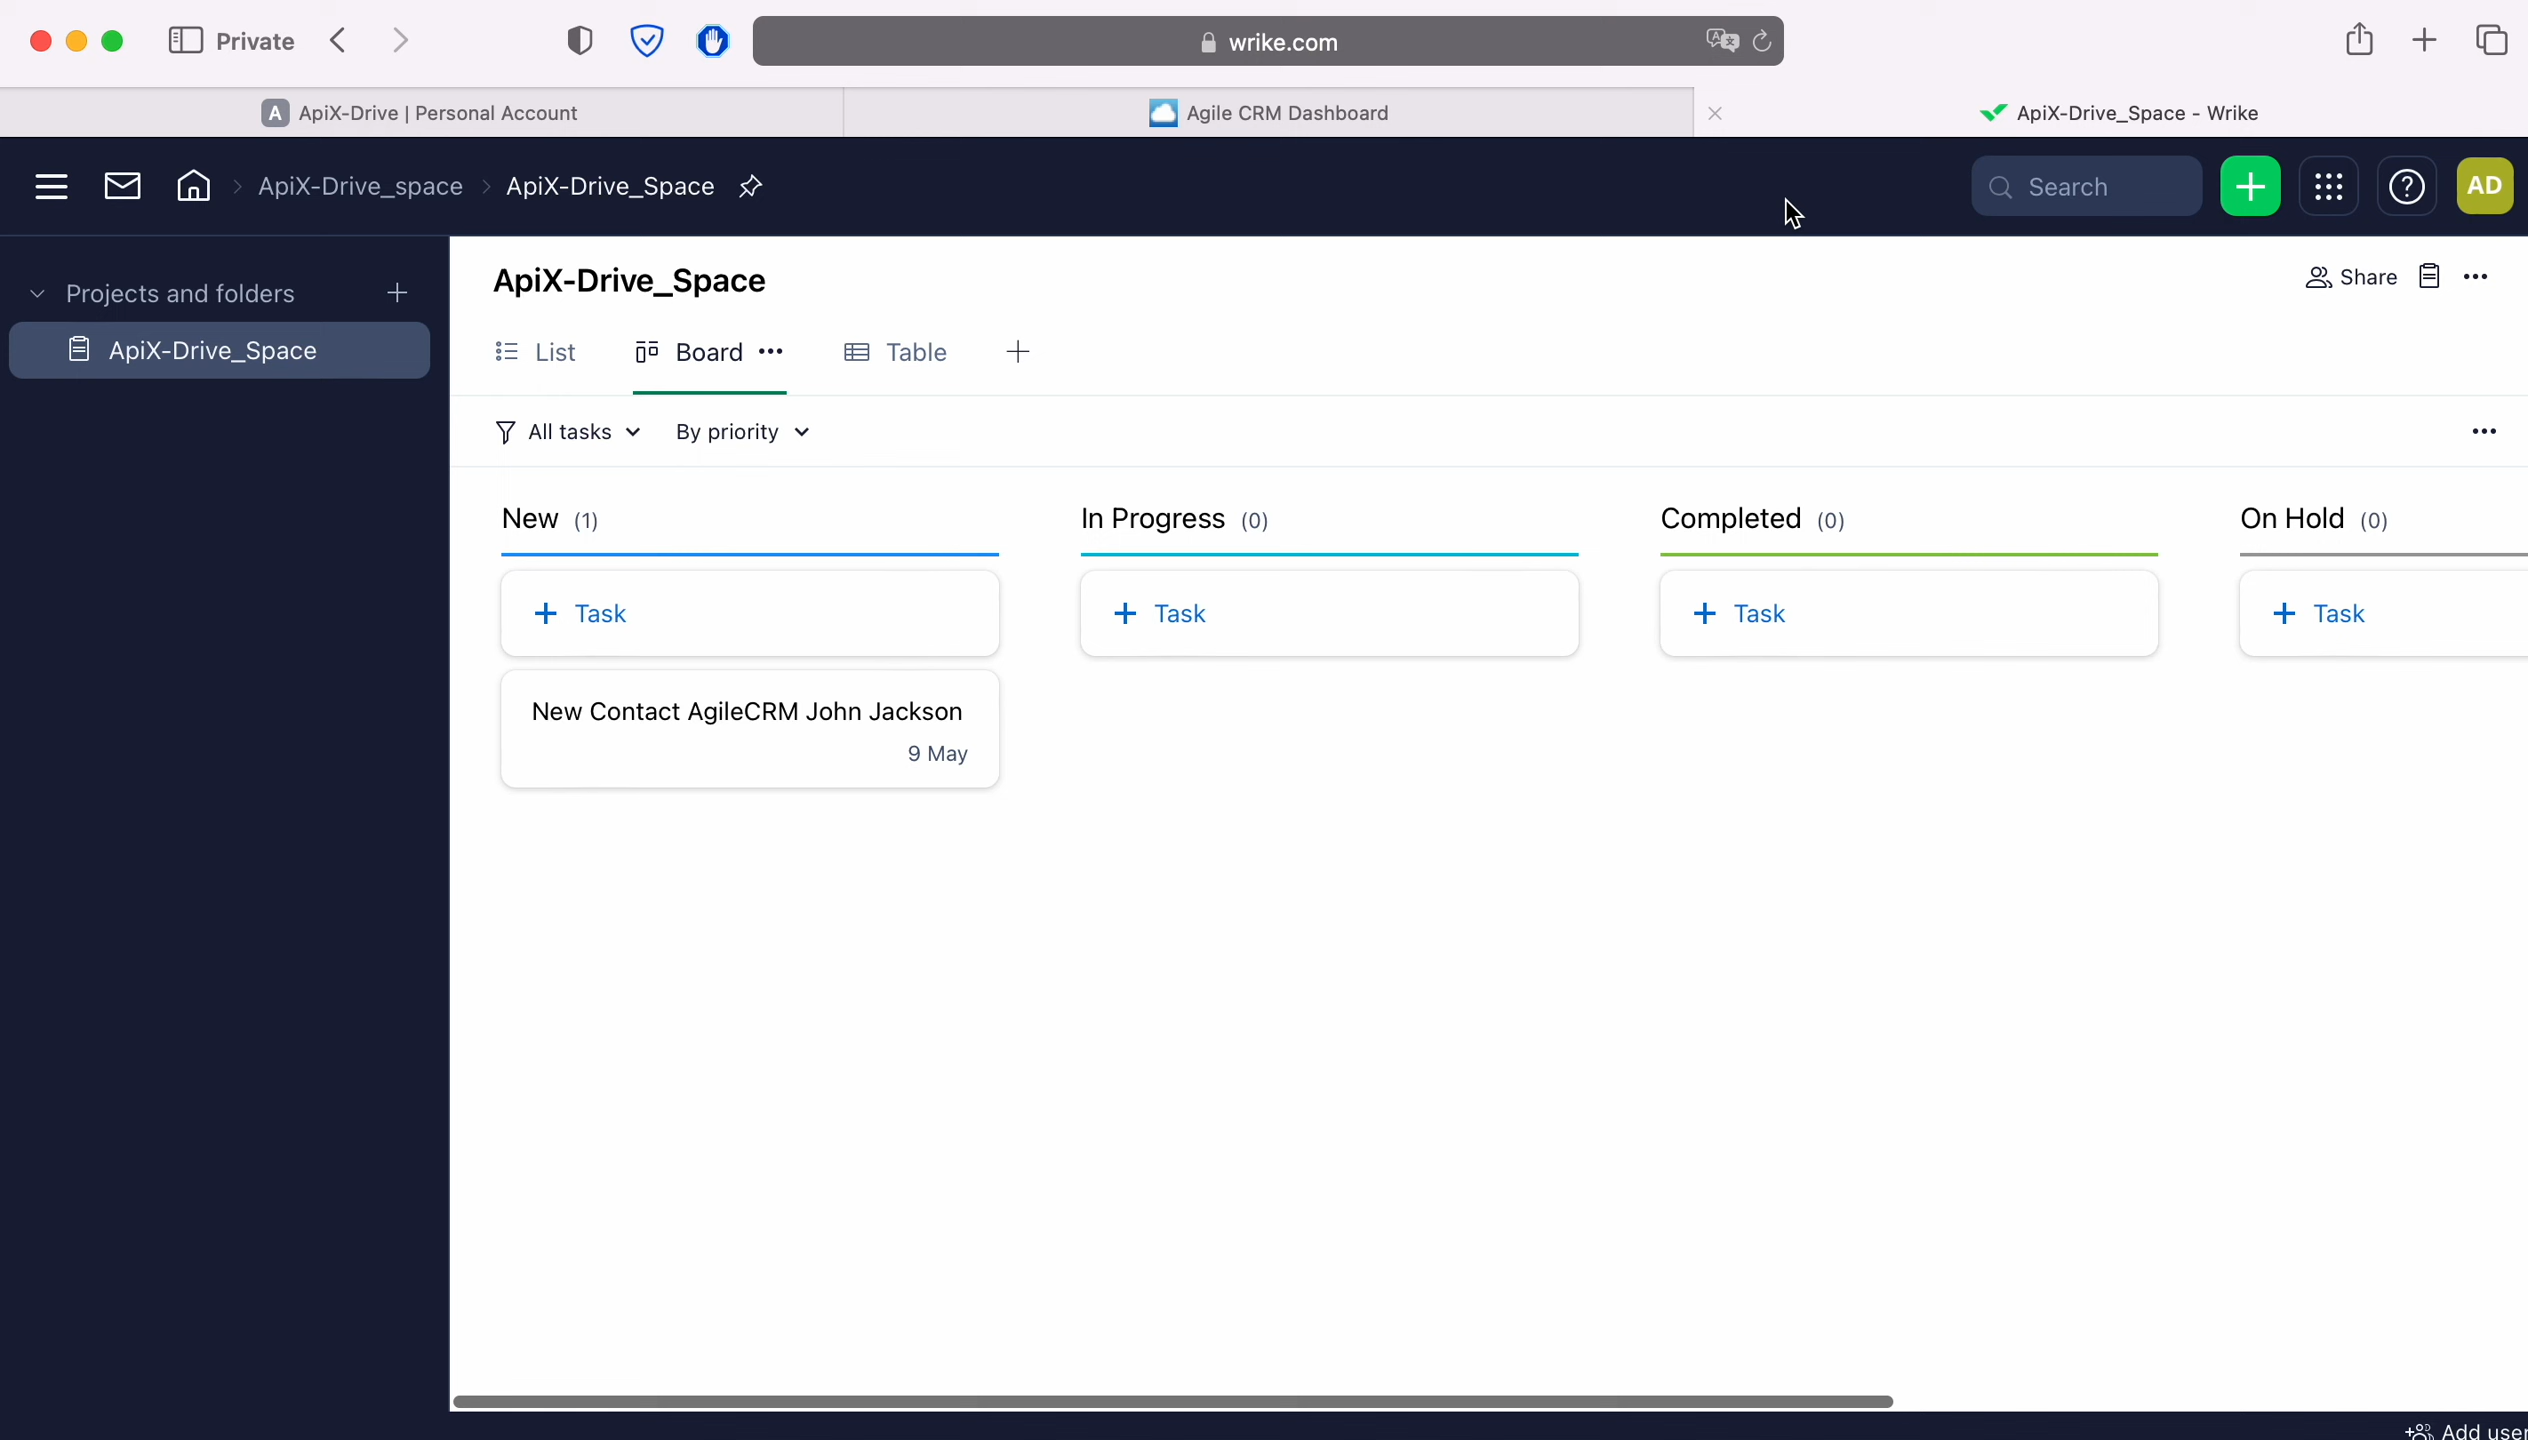 Private
wrike.com
A ApiX-Drive | Personal Account
Agile CRM Dashboard
ApiX-Drive_Space - Wrike
ApiX-Drive_space
ApiX-Drive_Space
Search
AD
Projects and folders
ApiX-Drive_Space
ApiX-Drive_Space
Share
List
Board
Table
All tasks
By priority
New (1)
In Progress (0)
Completed (0)
On Hold (0)
+ Task
+ Task
+ Task
+ Task
New Contact AgileCRM John Jackson
9 May
Add user